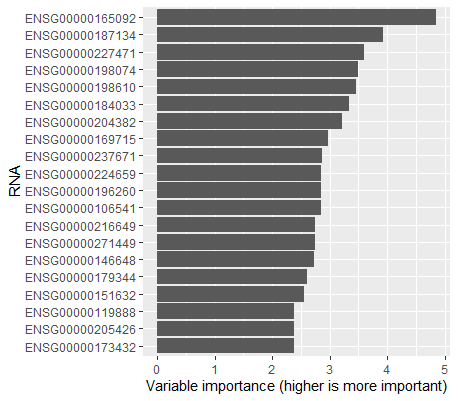 RNA
ENSG00000165092
ENSG00000187134
ENSG00000227471
ENSG00000198074
ENSG00000198610
ENSG00000184033
ENSG00000204382
ENSG00000169715
ENSG00000237671
ENSG00000224659
ENSG00000196260
ENSG00000106541
ENSG00000216649
ENSG00000271449
ENSG00000146648
ENSG00000179344
ENSG00000151632
ENSG00000119888
ENSG00000205426
ENSG00000173432
0 1 2 3 4 5
Variable importance (higher is more important)